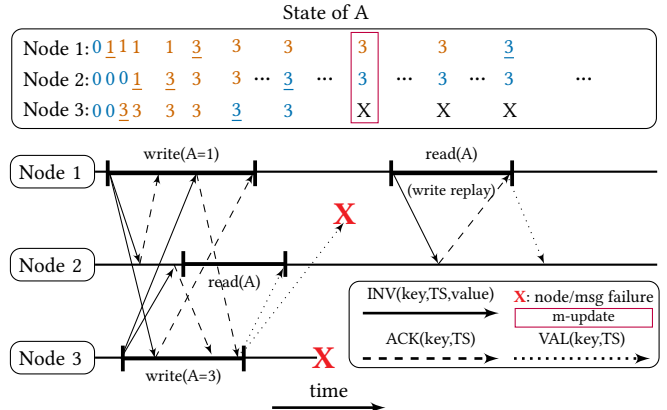 State of A
Node 1: 0 1 1 1 1 3 3 3 3 3 3
Node 2: 0 0 0 1 3 3 3 ... 3 ... 3 ... 3 ... 3 ...
Node 3: 0 0 3 3 3 3 3 3 X X X
write(A=1)
read(A)
Node 1
(write replay)
X
Node 2
read(A)
INV(key,TS,value)
X: node/msg failure
m-update
ACK(key,TS)
VAL(key,TS)
Node 3
X
write(A=3)
time